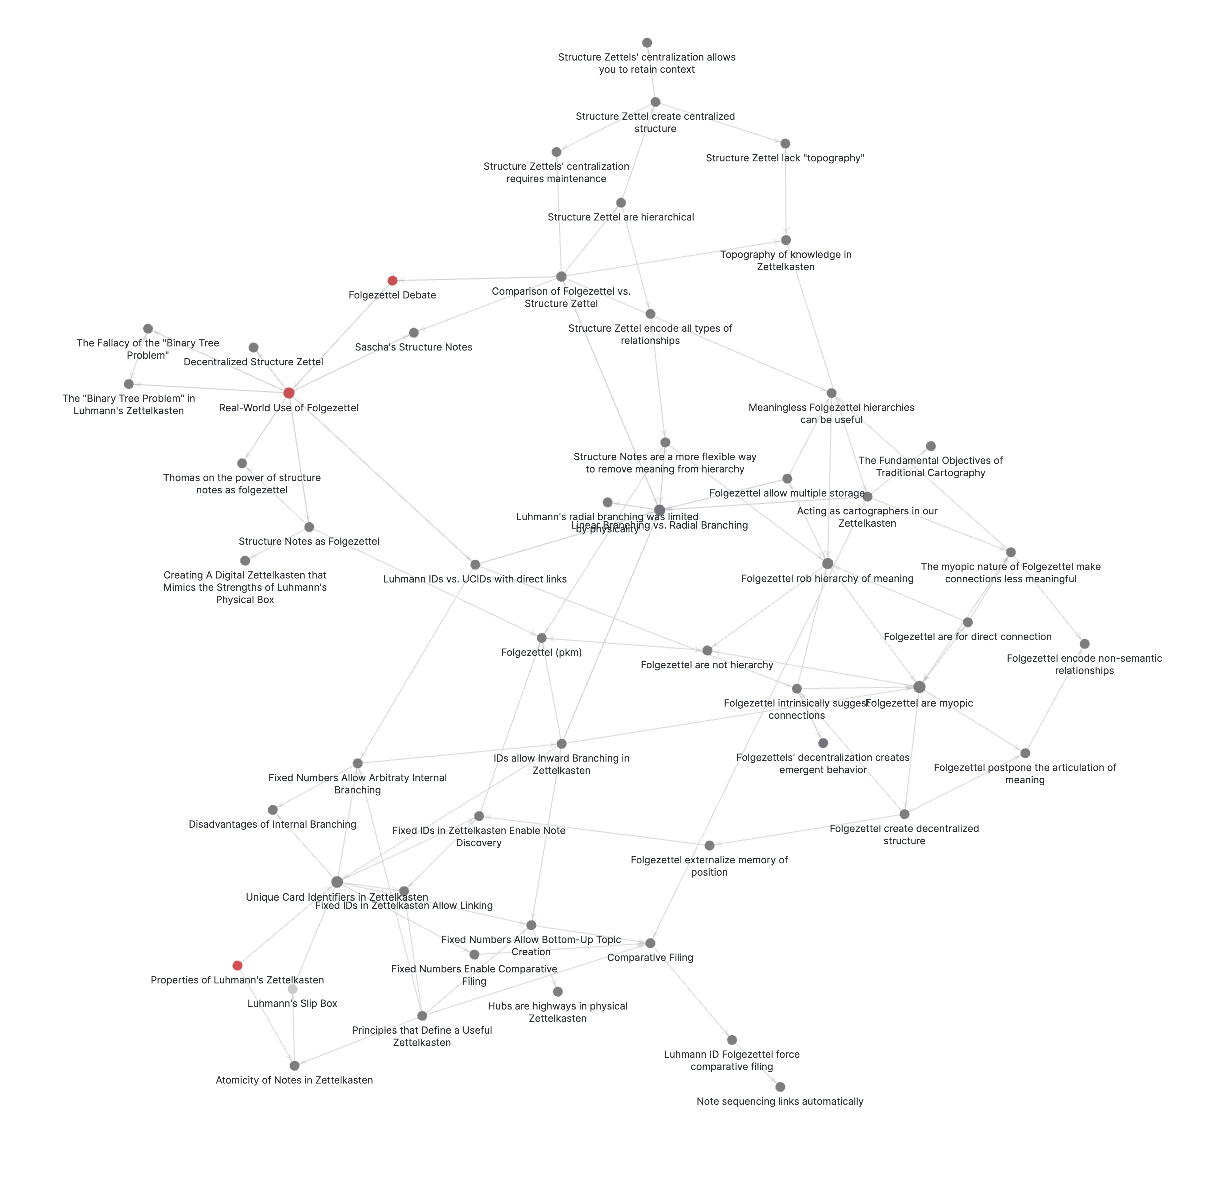 Structure Zettels' centralization allows
you to retain context
Structure Zettel create centralized
structure
Structure Zettels' centralization
requires maintenance
Structure Zettel lack "topography"
Structure Zettel are hierarchical
Topography of knowledge in
Zettelkasten
Folgezettel Debate
Comparison of Folgezettel vs.
Structure Zettel
Structure Zettel encode all types of
relationships
The Fallacy of the "Binary Tree
Problem"
Decentralized Structure Zettel
Sascha's Structure Notes
The "Binary Tree Problem" in
Luhmann's Zettelkasten
Real-World Use of Folgezettel
Meaningless Folgezettel hierarchies
can be useful
Structure Notes are a more flexible way
to remove meaning from hierarchy
The Fundamental Objectives of
Traditional Cartography
Thomas on the power of structure
notes as folgezettel
Folgezettel allow multiple storage
Acting as cartographers in our
Zettelkasten
Luhmann's radial branching was limited
by physicality
Linear Branching vs. Radial Branching
Structure Notes as Folgezettel
Creating A Digital Zettelkasten that
Mimics the Strengths of Luhmann's
Physical Box
Luhmann IDs vs. UCIDs with direct links
Folgezettel rob hierarchy of meaning
The myopic nature of Folgezettel make
connections less meaningful
Folgezettel are for direct connection
Folgezettel (pkm)
Folgezettel are not hierarchy
Folgezettel encode non-semantic
relationships
Folgezettel intrinsically suggest
connections
Folgezettel are myopic
IDs allow Inward Branching in
Zettelkasten
Folgezettels' decentralization creates
emergent behavior
Folgezettel postpone the articulation of
meaning
Fixed Numbers Allow Arbitraty Internal
Branching
Disadvantages of Internal Branching
Fixed IDs in Zettelkasten Enable Note
Discovery
Folgezettel create decentralized
structure
Folgezettel externalize memory of
position
Unique Card Identifiers in Zettelkasten
Fixed IDs in Zettelkasten Allow Linking
Fixed Numbers Allow Bottom-Up Topic
Creation
Comparative Filing
Fixed Numbers Enable Comparative
Filing
Properties of Luhmann's Zettelkasten
Luhmann's Slip Box
Hubs are highways in physical
Zettelkasten
Principles that Define a Useful
Zettelkasten
Luhmann ID Folgezettel force
comparative filing
Atomicity of Notes in Zettelkasten
Note sequencing links automatically